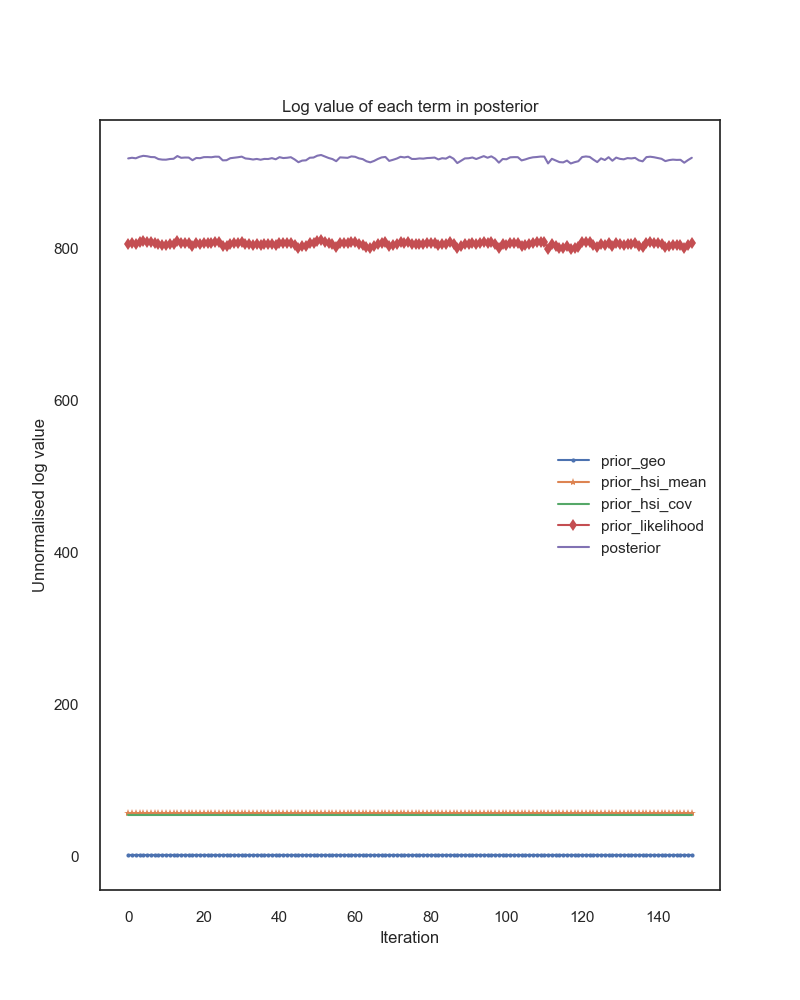 Log value of each term in posterior
Unnormalised log value
800
600
400
200
0
prior_geo
prior_hsi_mean
prior_hsi_cov
prior_likelihood
posterior
0 20 40 60 80 100 120 140
Iteration